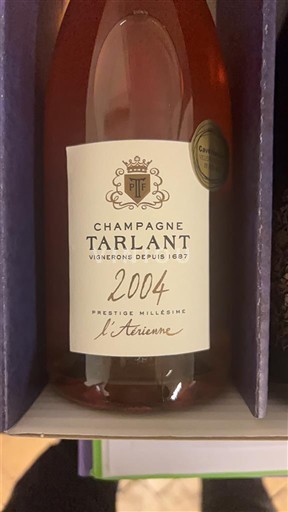 PTF
CHAMPAGNE
TARLANT
VIGNERONS DEPUIS 1687
2004
PRESTIGE MILLÉSIME
l'Aérienne